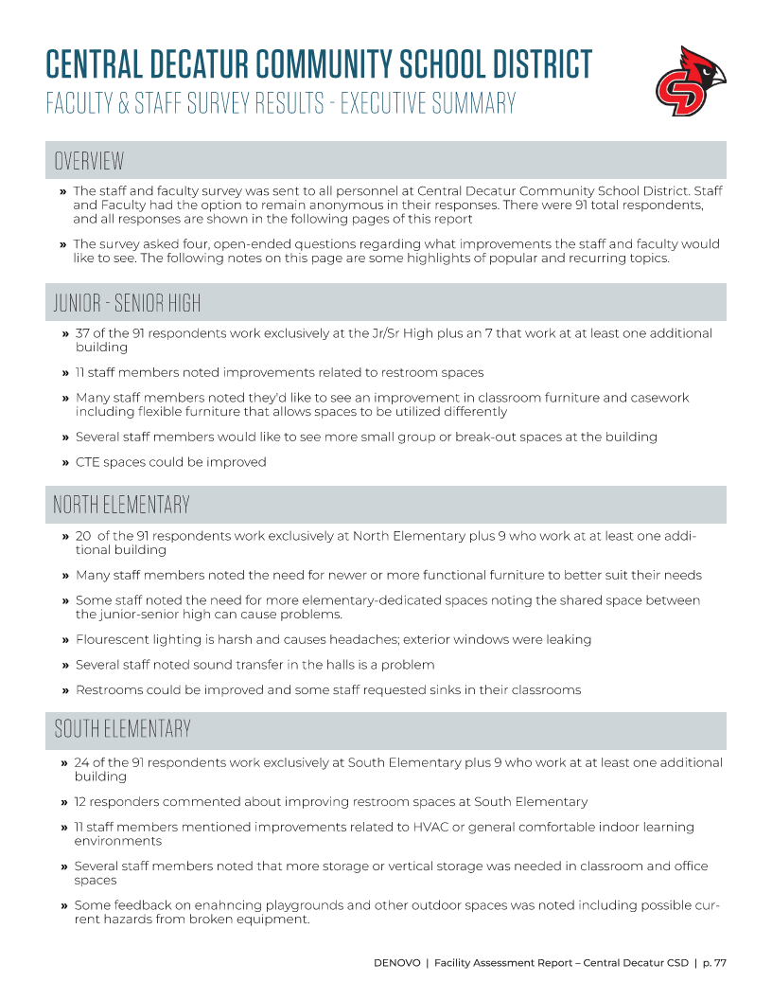 CENTRAL DECATUR COMMUNITY SCHOOL DISTRICT
FACULTY & STAFF SURVEY RESULTS - EXECUTIVE SUMMARY
CD
OVERVIEW
» The staff and faculty survey was sent to all personnel at Central Decatur Community School District. Staff
and Faculty had the option to remain anonymous in their responses. There were 91 total respondents,
and all responses are shown in the following pages of this report
» The survey asked four, open-ended questions regarding what improvements the staff and faculty would
like to see. The following notes on this page are some highlights of popular and recurring topics.
JUNIOR - SENIOR HIGH
» 37 of the 91 respondents work exclusively at the Jr/Sr High plus an 7 that work at at least one additional
building
» 11 staff members noted improvements related to restroom spaces
» Many staff members noted they'd like to see an improvement in classroom furniture and casework
including flexible furniture that allows spaces to be utilized differently
» Several staff members would like to see more small group or break-out spaces at the building
» CTE spaces could be improved
NORTH ELEMENTARY
» 20 of the 91 respondents work exclusively at North Elementary plus 9 who work at at least one addi-
tional building
» Many staff members noted the need for newer or more functional furniture to better suit their needs
» Some staff noted the need for more elementary-dedicated spaces noting the shared space between
the junior-senior high can cause problems.
» Flourescent lighting is harsh and causes headaches; exterior windows were leaking
» Several staff noted sound transfer in the halls is a problem
» Restrooms could be improved and some staff requested sinks in their classrooms
SOUTH ELEMENTARY
» 24 of the 91 respondents work exclusively at South Elementary plus 9 who work at at least one additional
building
» 12 responders commented about improving restroom spaces at South Elementary
» 11 staff members mentioned improvements related to HVAC or general comfortable indoor learning
environments
» Several staff members noted that more storage or vertical storage was needed in classroom and office
spaces
» Some feedback on enahncing playgrounds and other outdoor spaces was noted including possible cur-
rent hazards from broken equipment.
DENOVO | Facility Assessment Report – Central Decatur CSD | p. 77